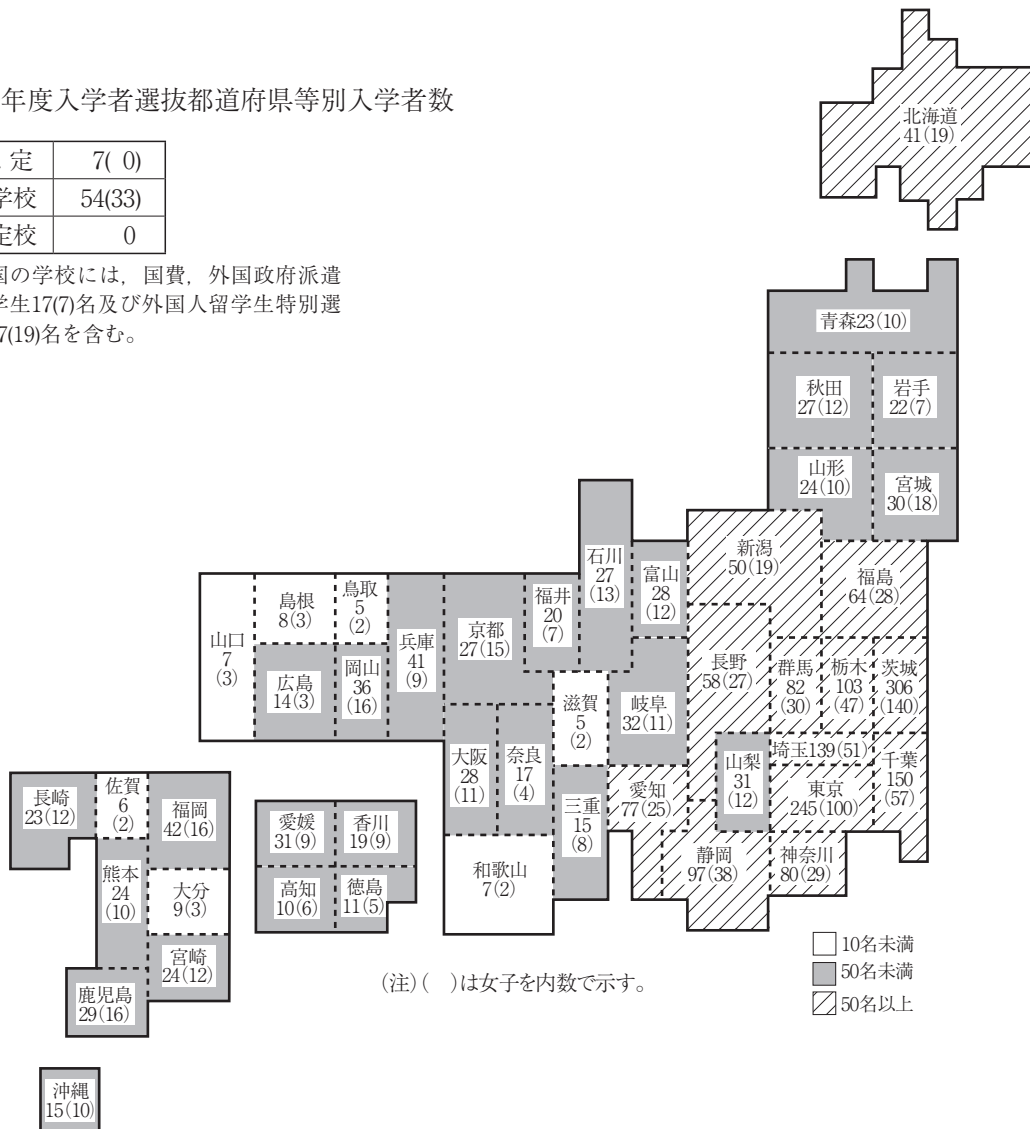 年度入学者選抜都道府県等別入学者数
定 7( 0)
学校 54(33)
定校 0
国の学校には，国費，外国政府派遣
学生17(7)名及び外国人留学生特別選
7(19)名を含む。
北海道
41(19)
青森23(10)
秋田
27(12)
岩手
22(7)
山形
24(10)
宮城
30(18)
新潟
50(19)
福島
64(28)
石川
27
(13)
富山
28
(12)
福井
20
(7)
長野
58(27)
群馬
82
(30)
栃木
103
(47)
茨城
306
(140)
島根
8(3)
鳥取
5
(2)
山口
7
(3)
広島
14(3)
岡山
36
(16)
兵庫
41
(9)
京都
27(15)
滋賀
5
(2)
岐阜
32(11)
山梨
31
(12)
埼玉139(51)
東京
245(100)
千葉
150
(57)
大阪
28
(11)
奈良
17
(4)
三重
15
(8)
愛知
77(25)
静岡
97(38)
神奈川
80(29)
和歌山
7(2)
長崎
23(12)
佐賀
6
(2)
福岡
42(16)
愛媛
31(9)
香川
19(9)
高知
10(6)
徳島
11(5)
熊本
24
(10)
大分
9(3)
宮崎
24(12)
鹿児島
29(16)
沖縄
15(10)
(注)(　)は女子を内数で示す。
10名未満
50名未満
50名以上